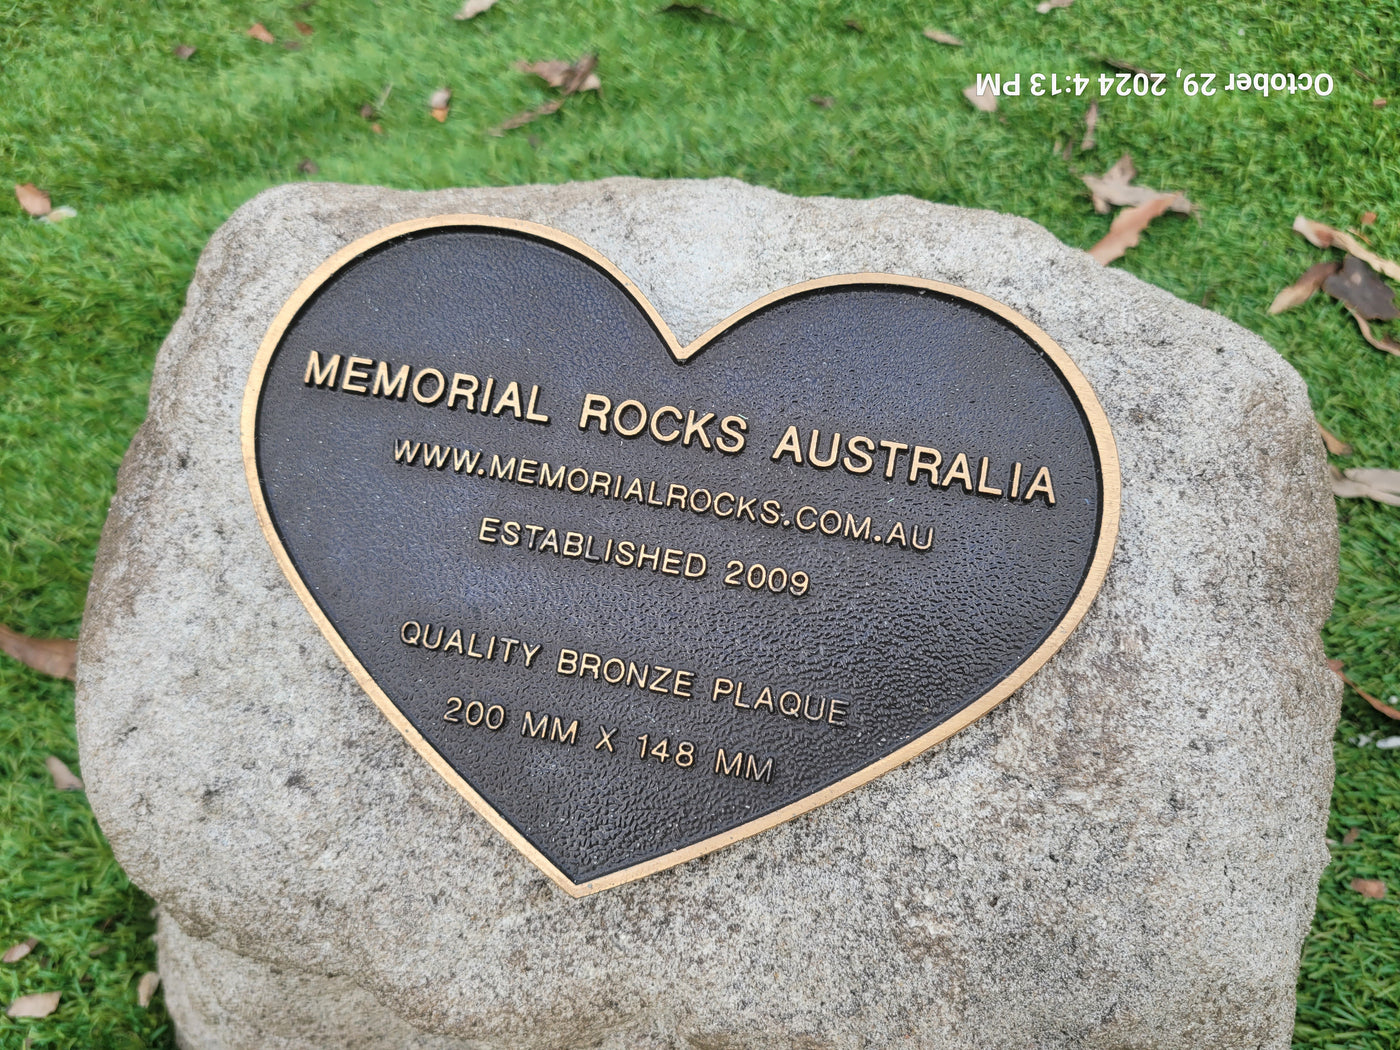 October 29, 2024 4:13 PM
MEMORIAL ROCKS AUSTRALIA
WWW.MEMORIALROCKS.COM.AU
ESTABLISHED 2009
QUALITY BRONZE PLAQUE
200 MM X 148 MM